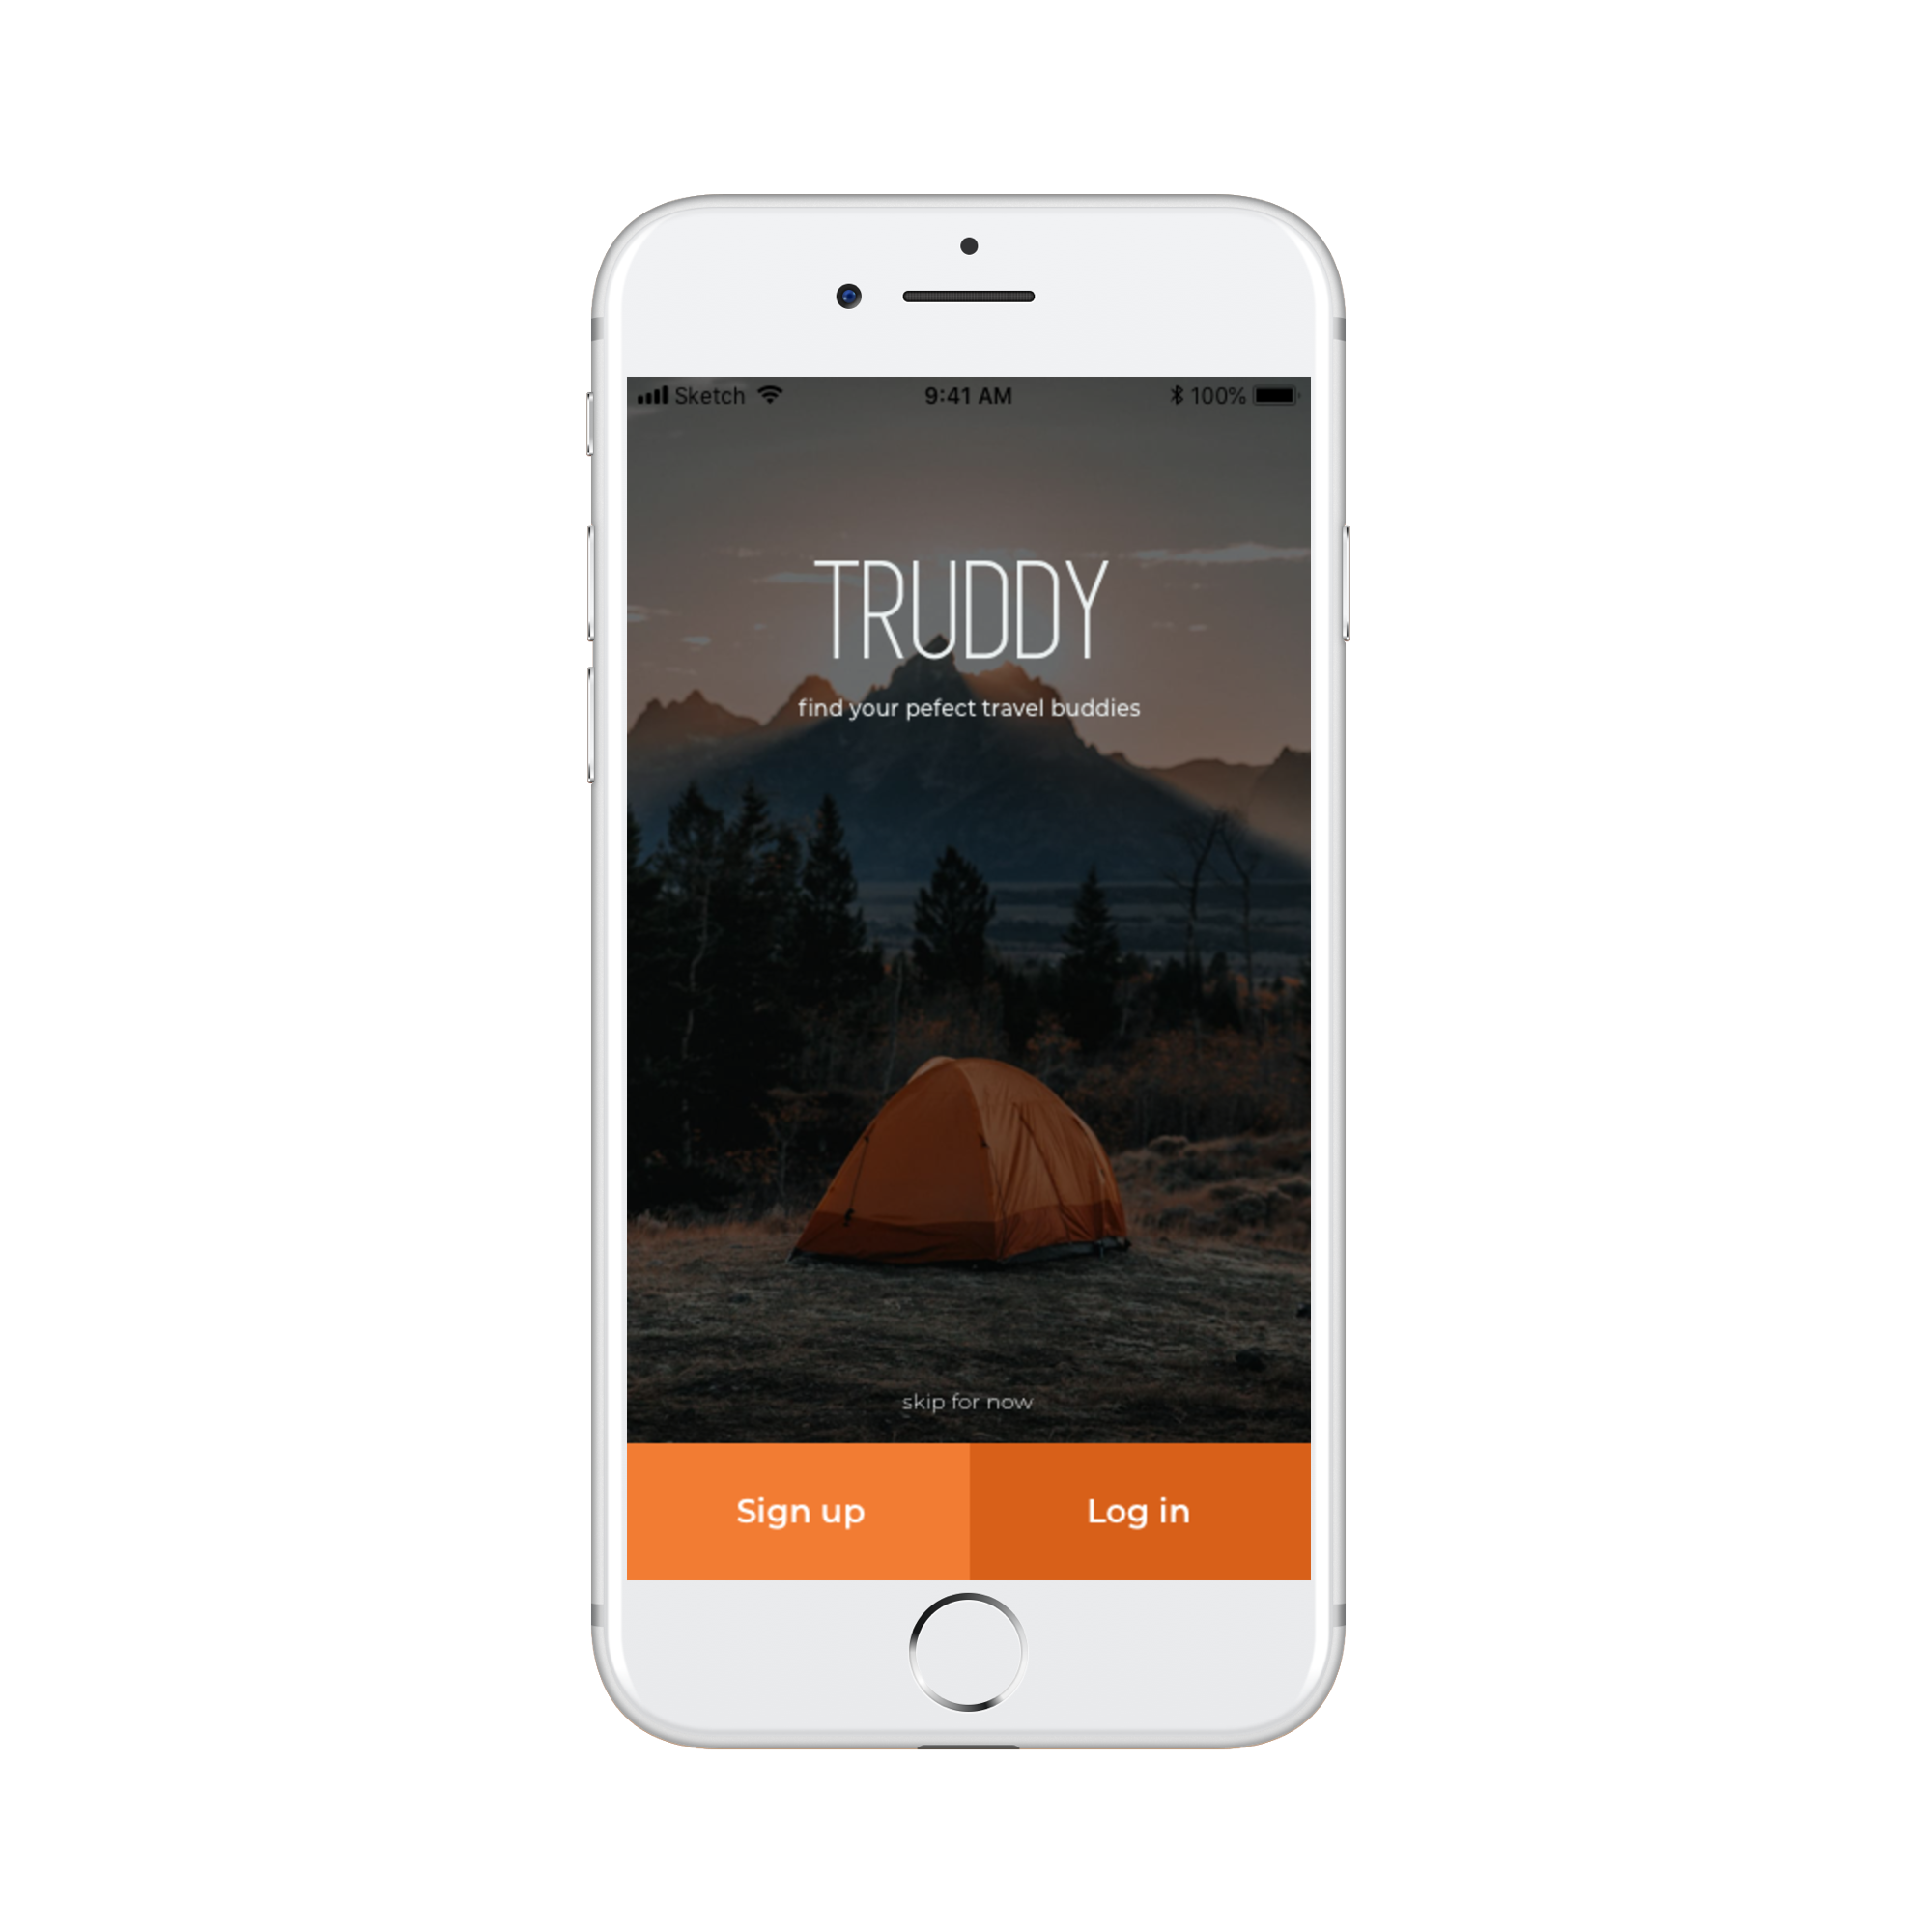 Sketch 9:41 AM 100%
TRUDDY
find your pefect travel buddies
skip for now
Sign up Log in